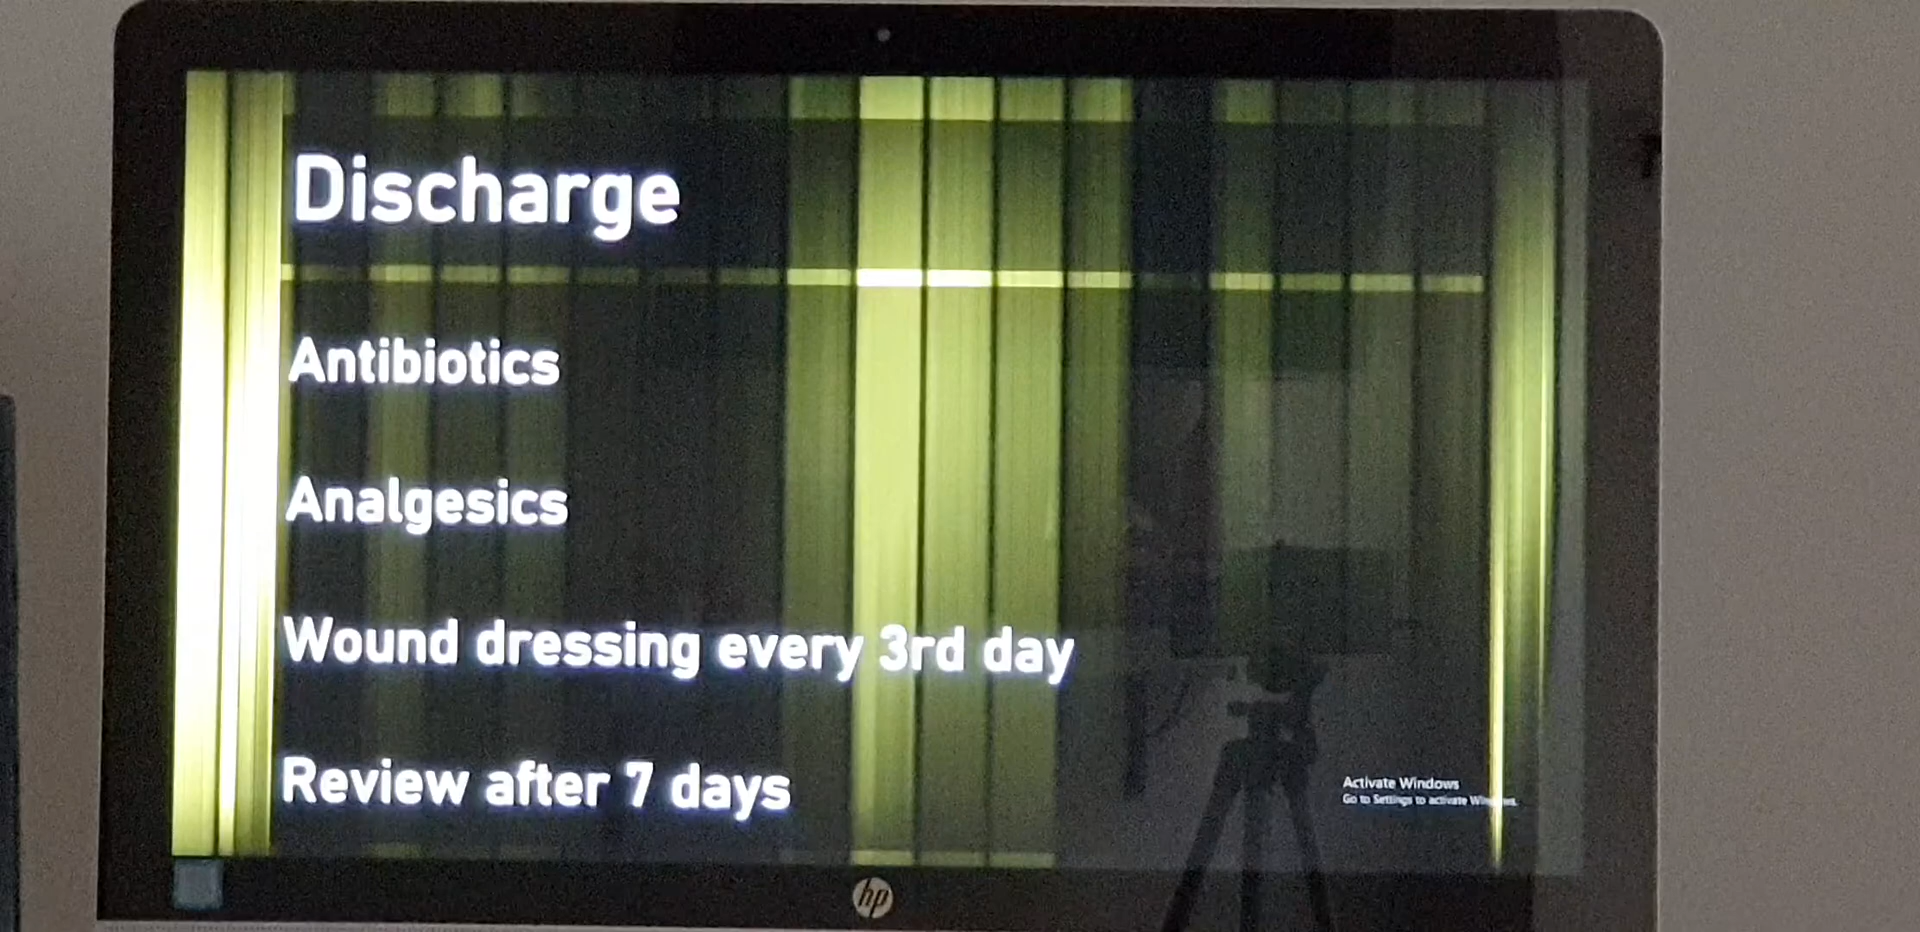 Discharge
Antibiotics
Analgesics
Wound dressing every 3rd day
Review after 7 days
Activate Windows
Go to Settings to activate Windows.
hp